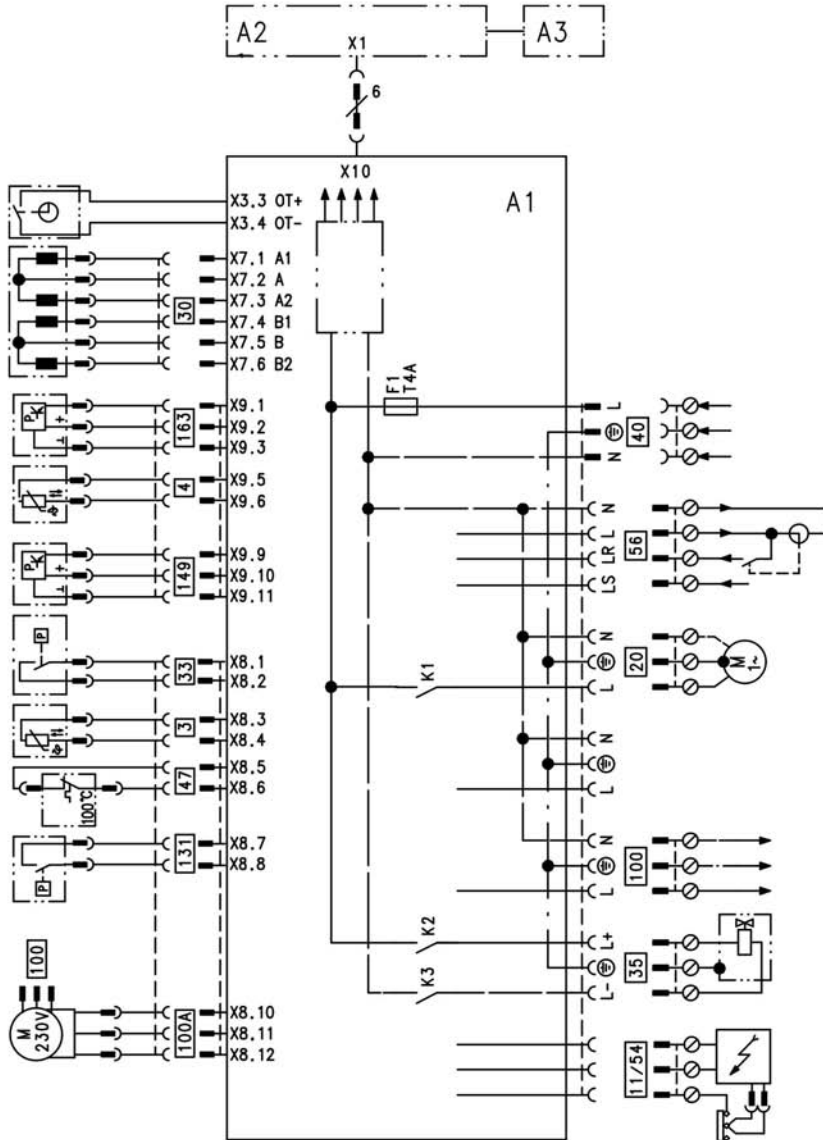 A2
A3
X1
6
X10
A1
X3.3 OT+
X3.4 OT-
X7.1 A1
X7.2 A
X7.3 A2
X7.4 B1
X7.5 B
X7.6 B2
30
F1
T4A
X9.1
X9.2
X9.3
163
P
K
+
⊥
L
N
40
X9.5
X9.6
4
ϑ
X9.9
X9.10
X9.11
149
P
K
+
⊥
N
L
LR
LS
56
P
X8.1
X8.2
33
K1
N
L
20
M
1~
X8.3
X8.4
3
ϑ
X8.5
X8.6
47
100°C
N
L
X8.7
X8.8
131
P
N
L
100
K2
K3
L+
L-
35
100
M
230V
X8.10
X8.11
X8.12
100A
11/54